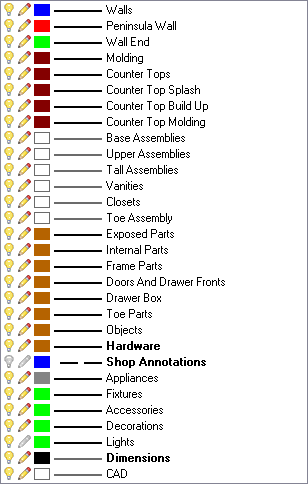 Walls
Peninsula Wall
Wall End
Molding
Counter Tops
Counter Top Splash
Counter Top Build Up
Counter Top Molding
Base Assemblies
Upper Assemblies
Tall Assemblies
Vanities
Closets
Toe Assembly
Exposed Parts
Internal Parts
Frame Parts
Doors And Drawer Fronts
Drawer Box
Toe Parts
Objects
Hardware
Shop Annotations
Appliances
Fixtures
Accessories
Decorations
Lights
Dimensions
CAD